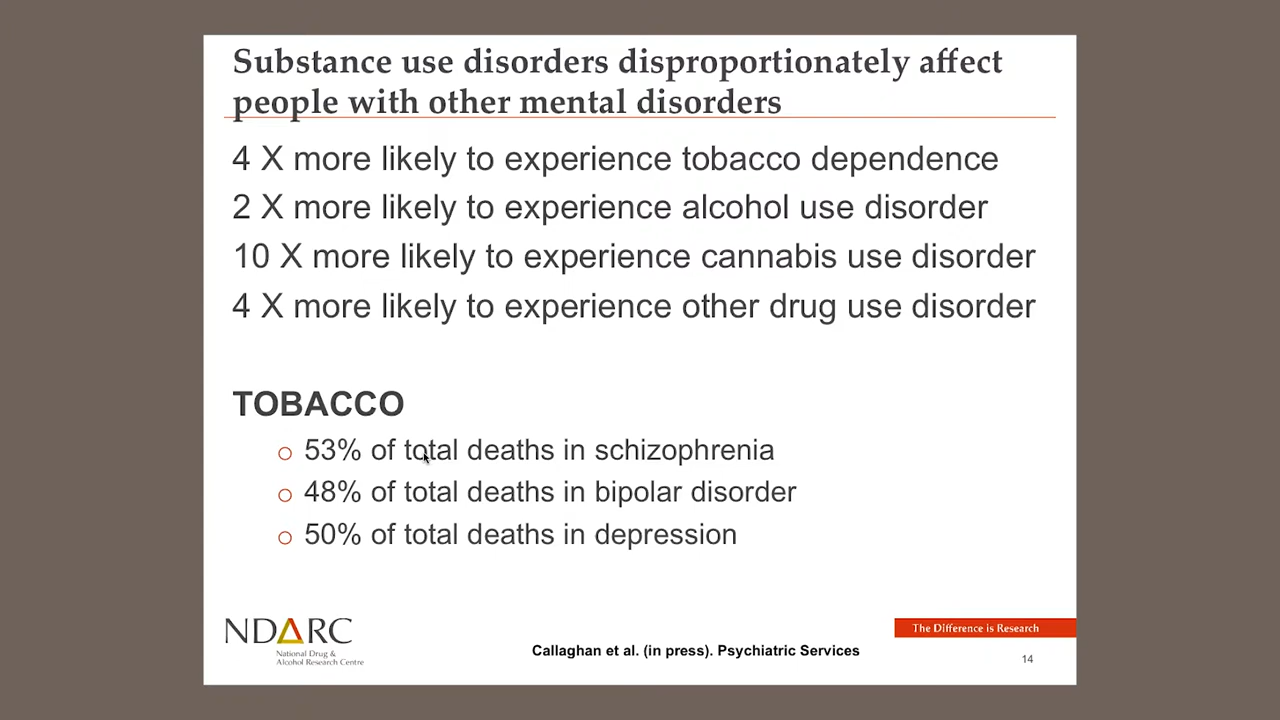 Substance use disorders disproportionately affect
people with other mental disorders
4 X more likely to experience tobacco dependence
2 X more likely to experience alcohol use disorder
10 X more likely to experience cannabis use disorder
4 X more likely to experience other drug use disorder
TOBACCO
53% of total deaths in schizophrenia
48% of total deaths in bipolar disorder
50% of total deaths in depression
NDARC
National Drug &
Alcohol Research Centre
Callaghan et al. (in press). Psychiatric Services
The Difference is Research
14